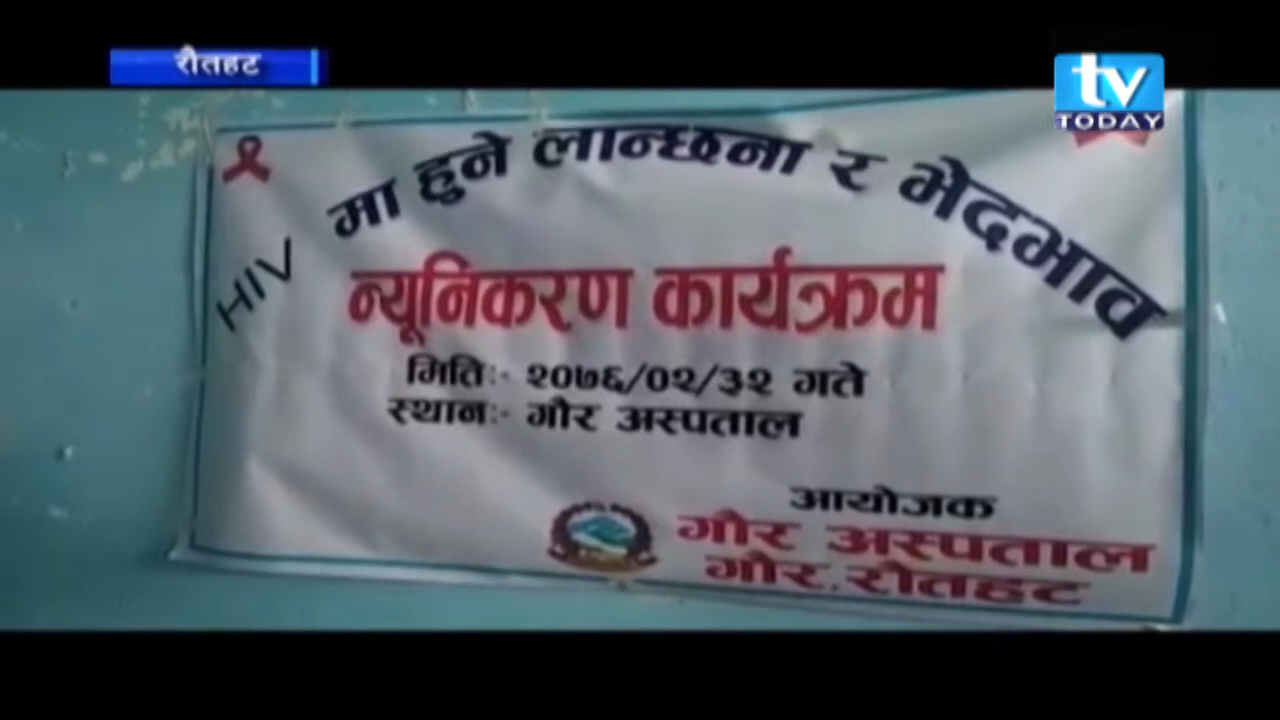 रौतहट
tv
TODAY
HIV मा हुने लान्छना र भेदभाव
न्यूनिकरण कार्यक्रम
मितिः- २०७६/०२/३२ गते
स्थानः- गौर अस्पताल
आयोजक
गौर अस्पताल
गौर, रौतहट